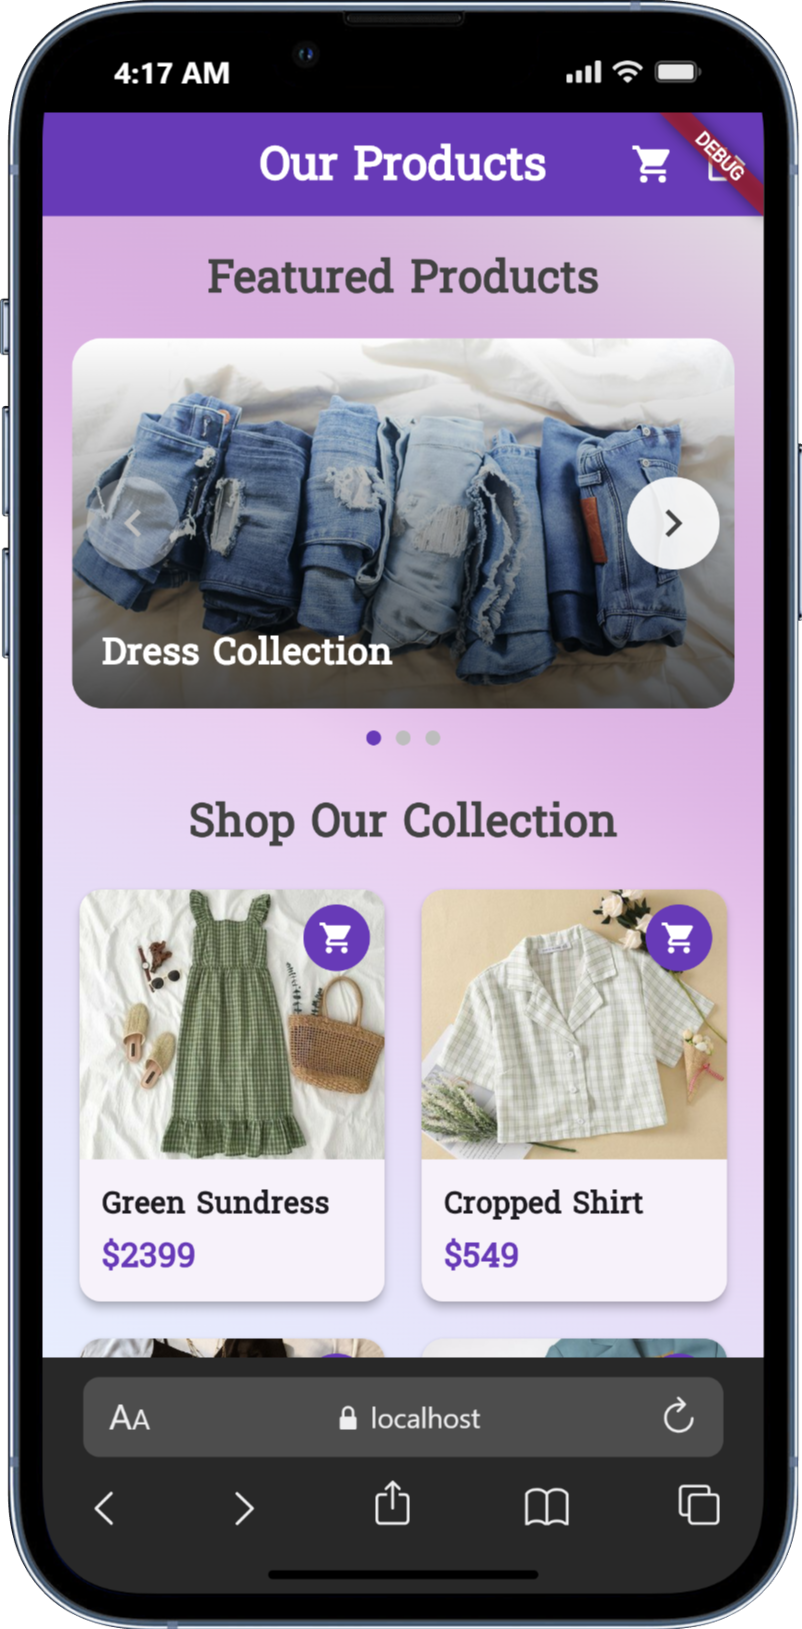 4:17 AM
Our Products
DEBUG
Featured Products
Dress Collection
Shop Our Collection
Green Sundress
$2399
Cropped Shirt
$549
AA
localhost